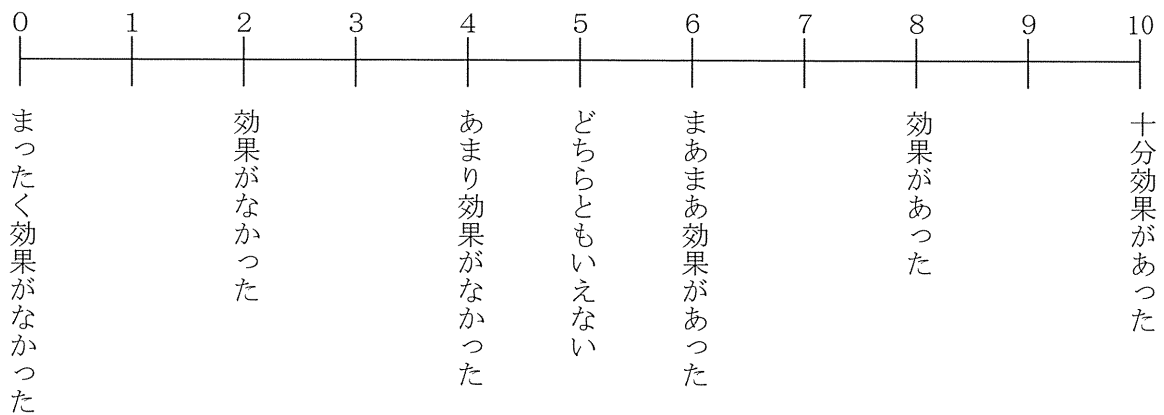 0 1 2 3 4 5 6 7 8 9 10
まったく効果がなかった
効果がなかった
あまり効果がなかった
どちらともいえない
まあまあ効果があった
効果があった
十分効果があった